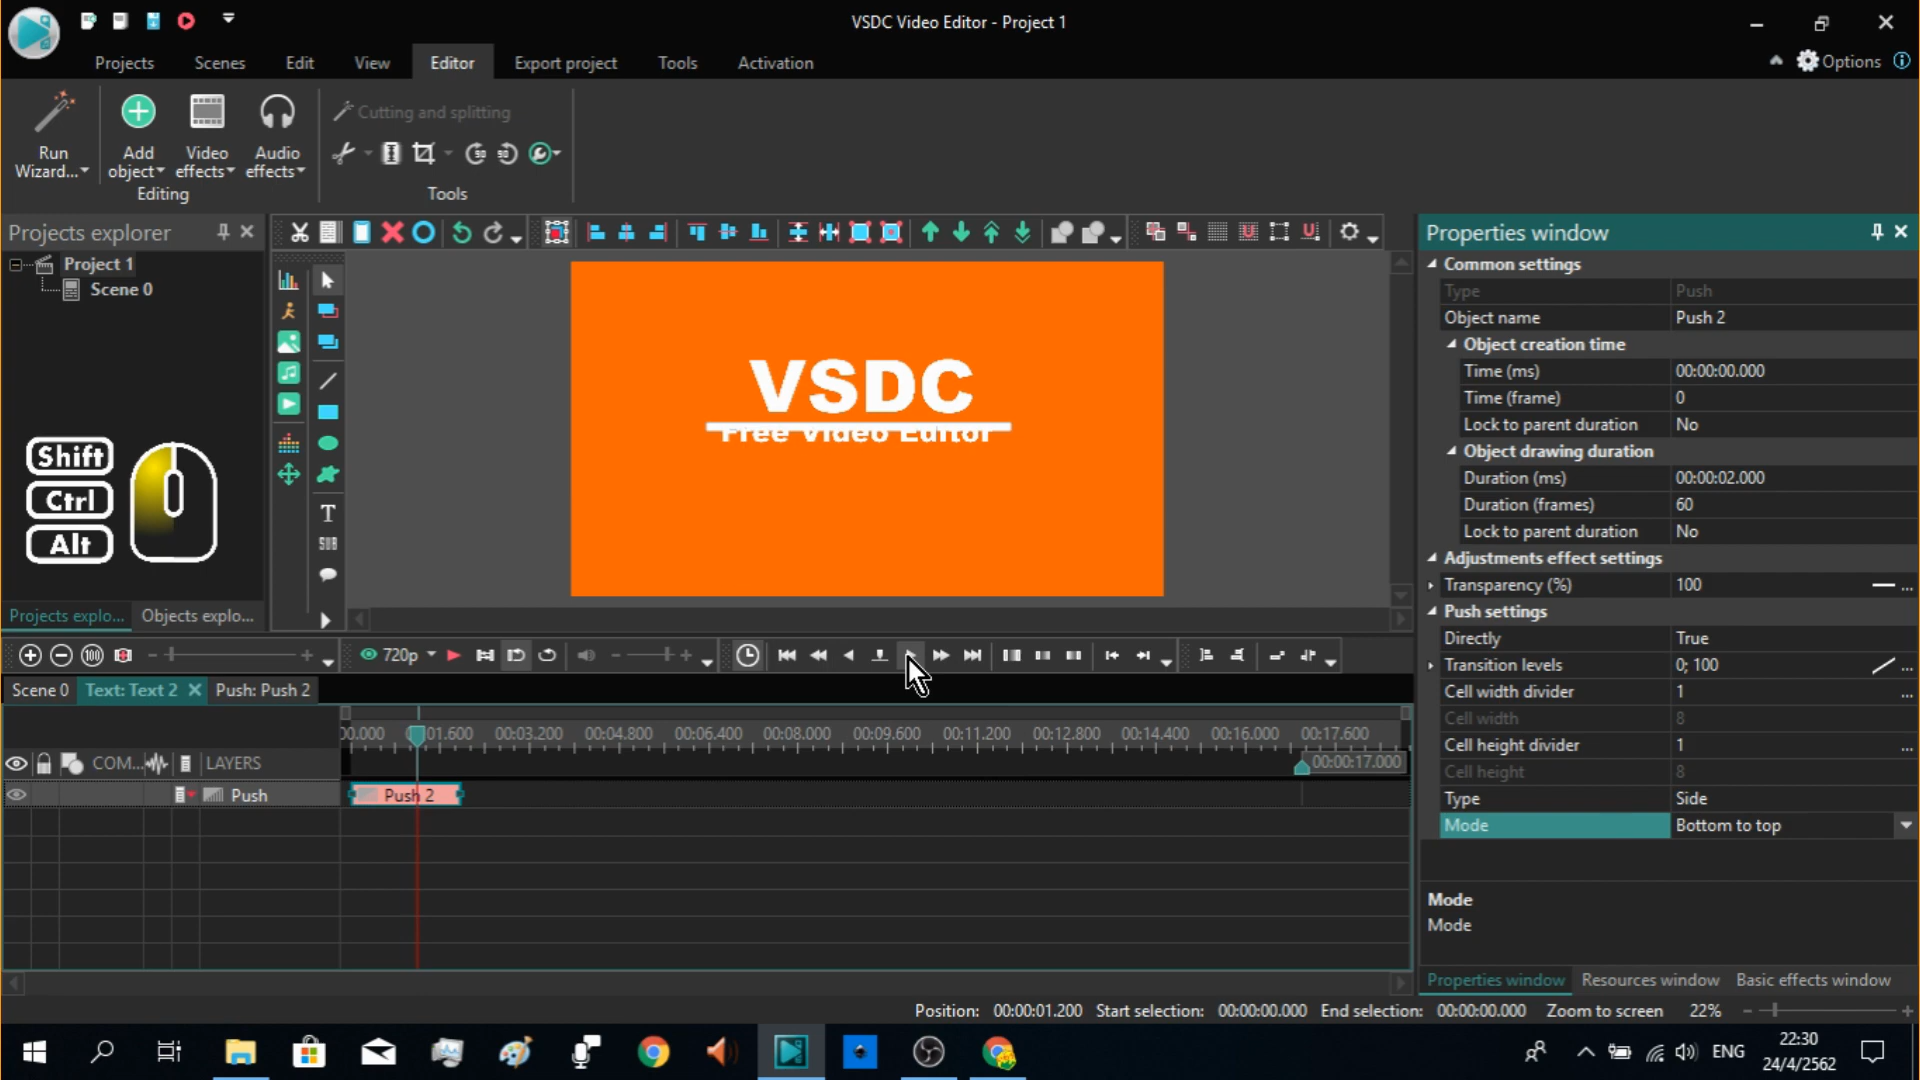 VSDC Video Editor - Project 1
Projects Scenes Edit View Editor Export project Tools Activation
Options
Run Wizard...
Add object
Video effects
Audio effects
Editing
Cutting and splitting
Tools
Projects explorer
Project 1
Scene 0
Shift
Ctrl
Alt
Projects explo...
Objects explo...
T
SUB
VSDC
Free Video Editor
Properties window
Common settings
Type Push
Object name Push 2
Object creation time
Time (ms) 00:00:00.000
Time (frame) 0
Lock to parent duration No
Object drawing duration
Duration (ms) 00:00:02.000
Duration (frames) 60
Lock to parent duration No
Adjustments effect settings
Transparency (%) 100 ...
Push settings
Directly True
Transition levels 0; 100 ...
Cell width divider 1 ...
Cell width 8
Cell height divider 1 ...
Cell height 8
Type Side
Mode Bottom to top
Mode
Mode
Properties window Resources window Basic effects window
720p
Scene 0 Text: Text 2 Push: Push 2
00:03.200 00:04.800 00:06.400 00:08.000 00:09.600 00:11.200 00:12.800 00:14.400 00:16.000 00:17.600
COM... LAYERS
00:00:17.000
Push
Push 2
Position: 00:00:01.200 Start selection: 00:00:00.000 End selection: 00:00:00.000 Zoom to screen 22%
ENG
22:30
24/4/2562